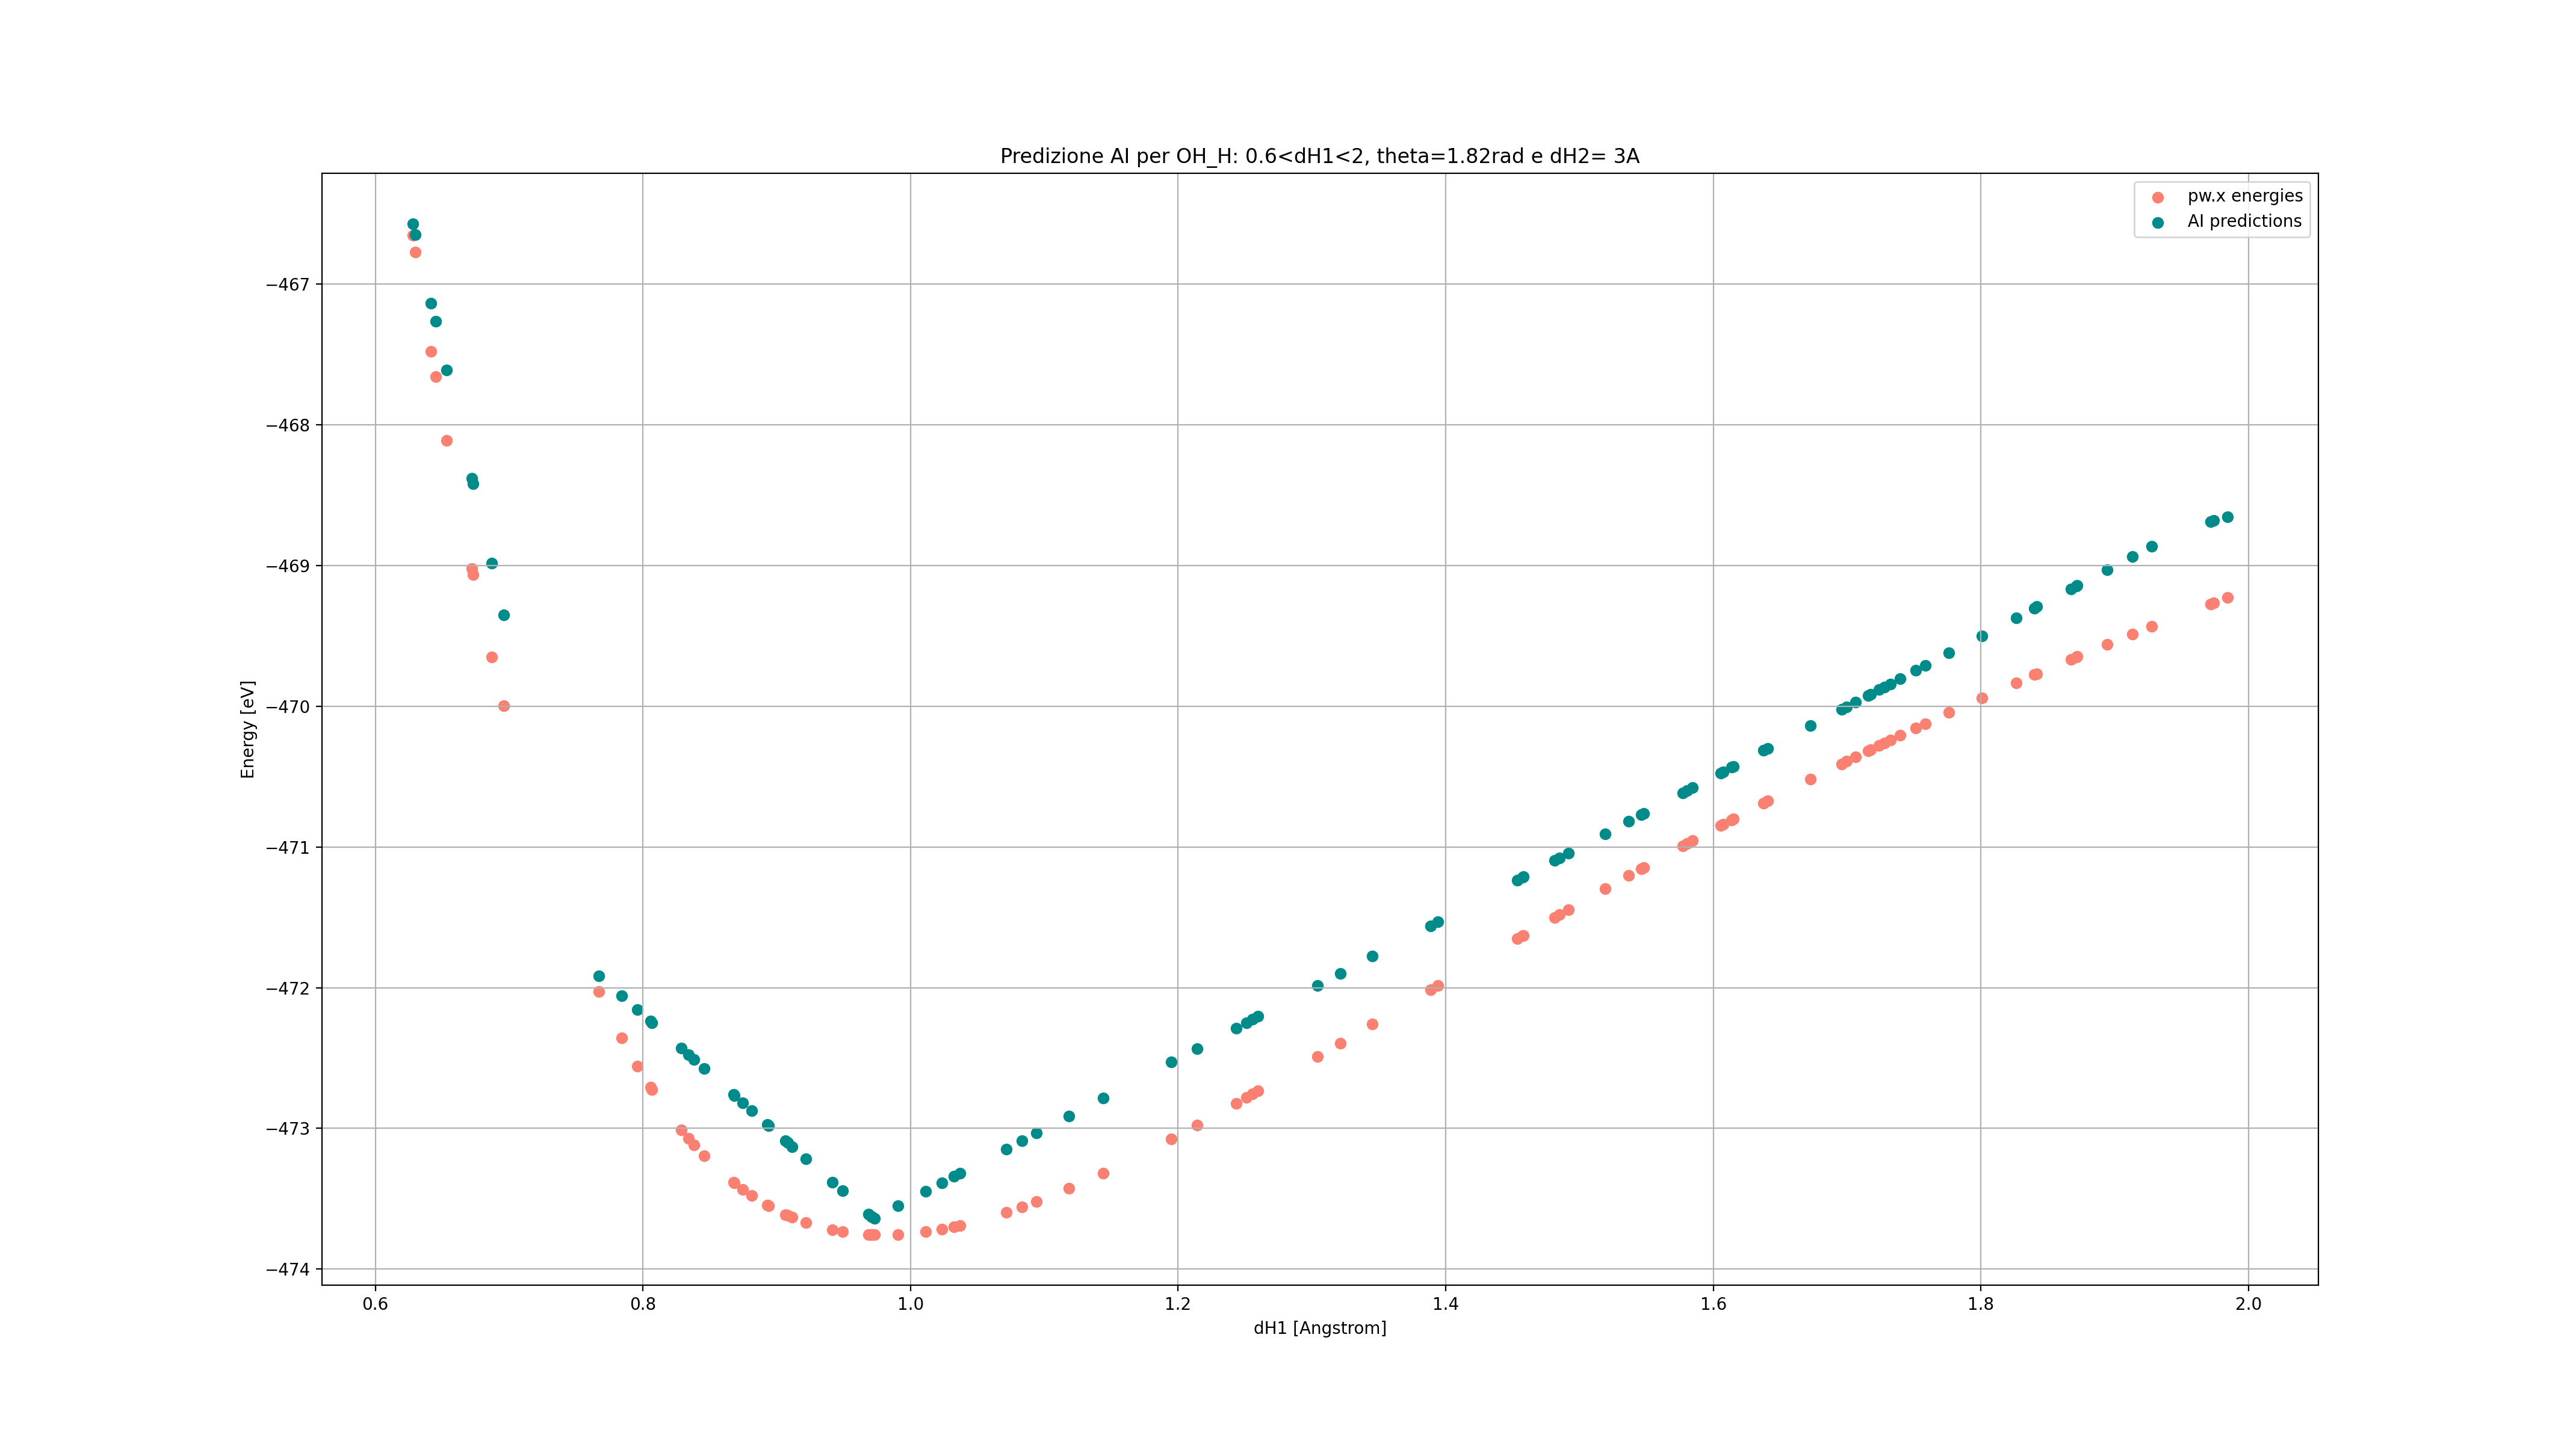 Predizione AI per OH_H: 0.6<dH1<2, theta=1.82rad e dH2= 3A
pw.x energies
AI predictions
−467
−468
−469
−470
−471
−472
−473
−474
Energy [eV]
0.6 0.8 1.0 1.2 1.4 1.6 1.8 2.0
dH1 [Angstrom]